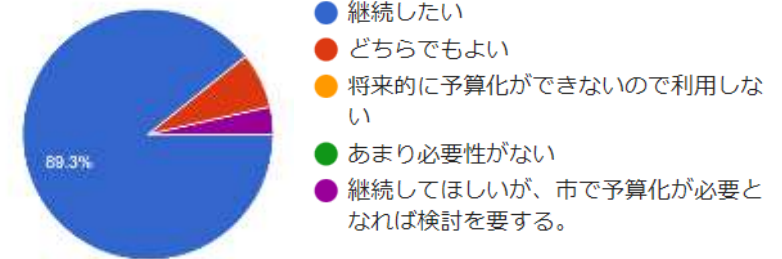 継続したい
どちらでもよい
将来的に予算化ができないので利用しな
い
あまり必要性がない
継続してほしいが、市で予算化が必要と
なれば検討を要する。
89.3%